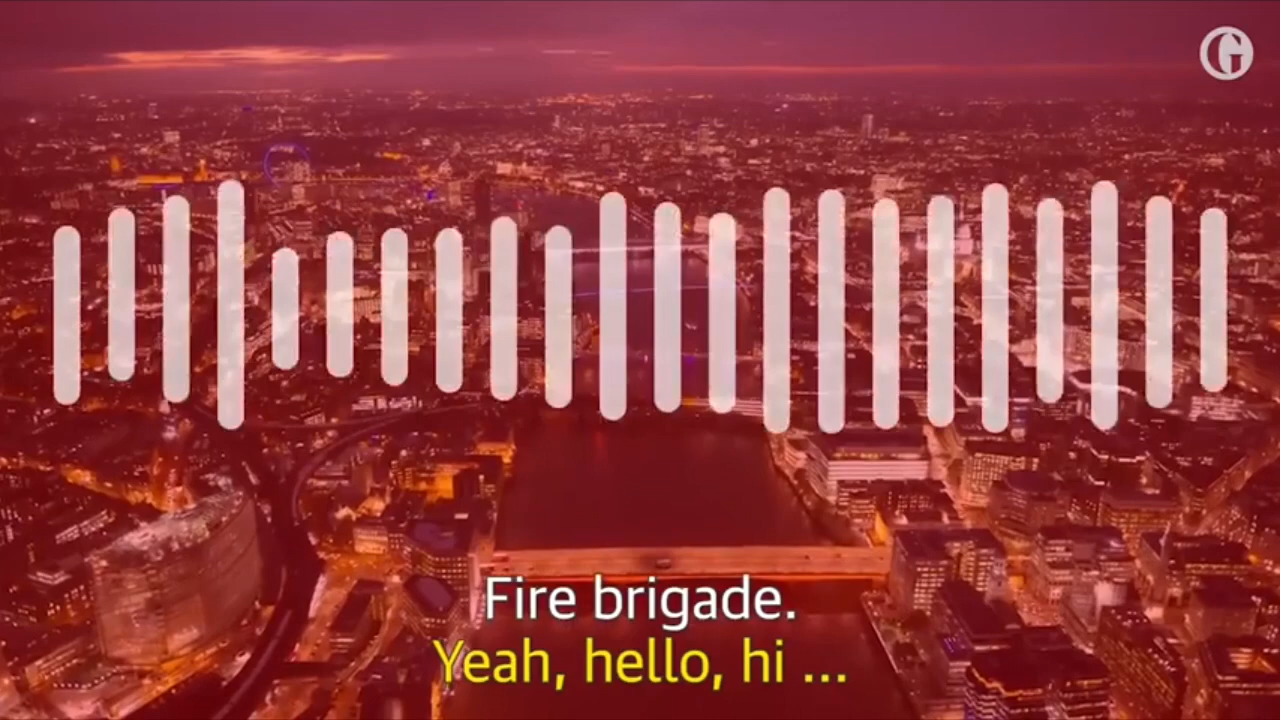 G
Fire brigade.
Yeah, hello, hi ...